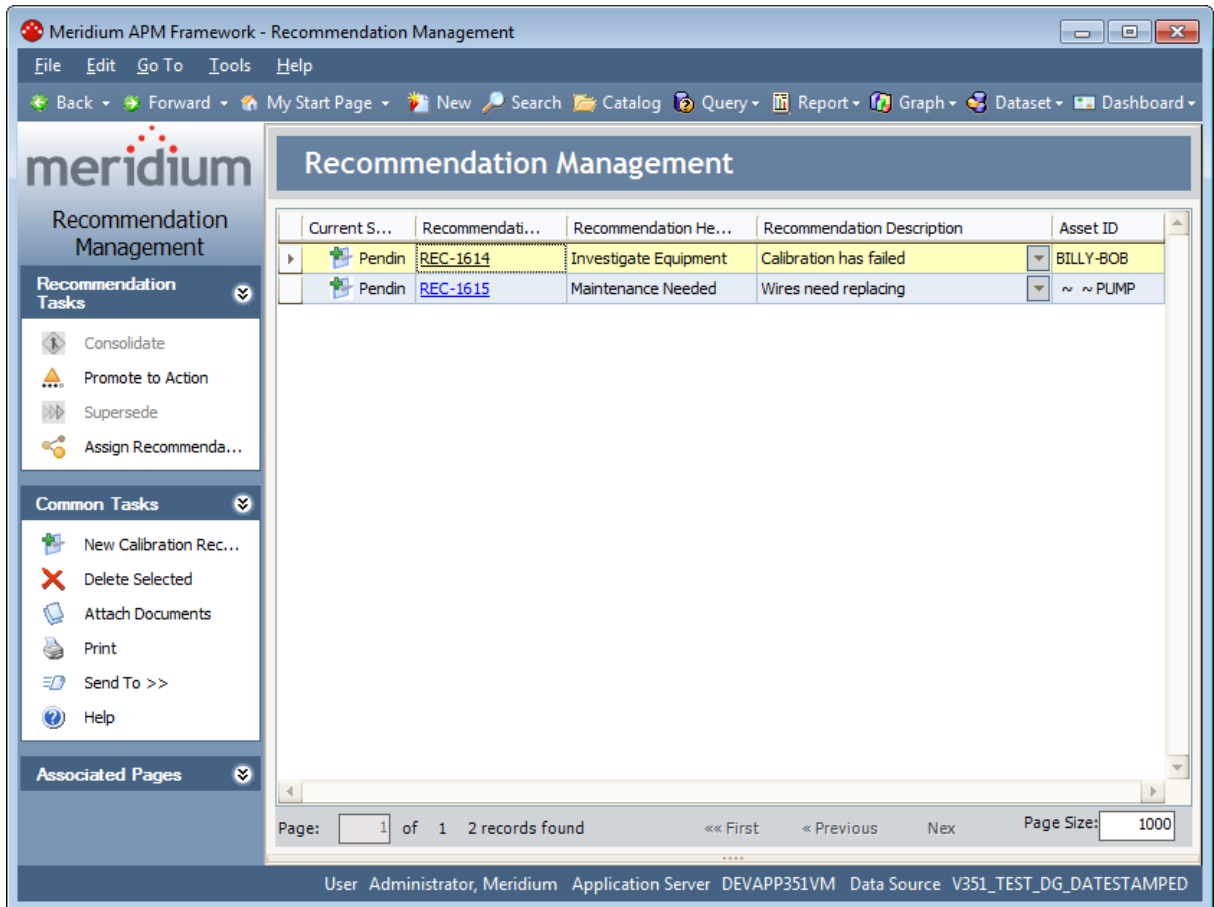 Meridium APM Framework - Recommendation Management
File Edit Go To Tools Help
Back Forward My Start Page New Search Catalog Query Report Graph Dataset Dashboard
meridium
Recommendation
Management
Recommendation
Tasks
Consolidate
Promote to Action
Supersede
Assign Recommenda...
Common Tasks
New Calibration Rec...
Delete Selected
Attach Documents
Print
Send To >>
Help
Associated Pages
Recommendation Management
Current S... Recommendati... Recommendation He... Recommendation Description Asset ID
Pendin REC-1614 Investigate Equipment Calibration has failed BILLY-BOB
Pendin REC-1615 Maintenance Needed Wires need replacing ~ ~ PUMP
Page: 1 of 1 2 records found «« First « Previous Nex Page Size: 1000
User Administrator, Meridium Application Server DEVAPP351VM Data Source V351_TEST_DG_DATESTAMPED